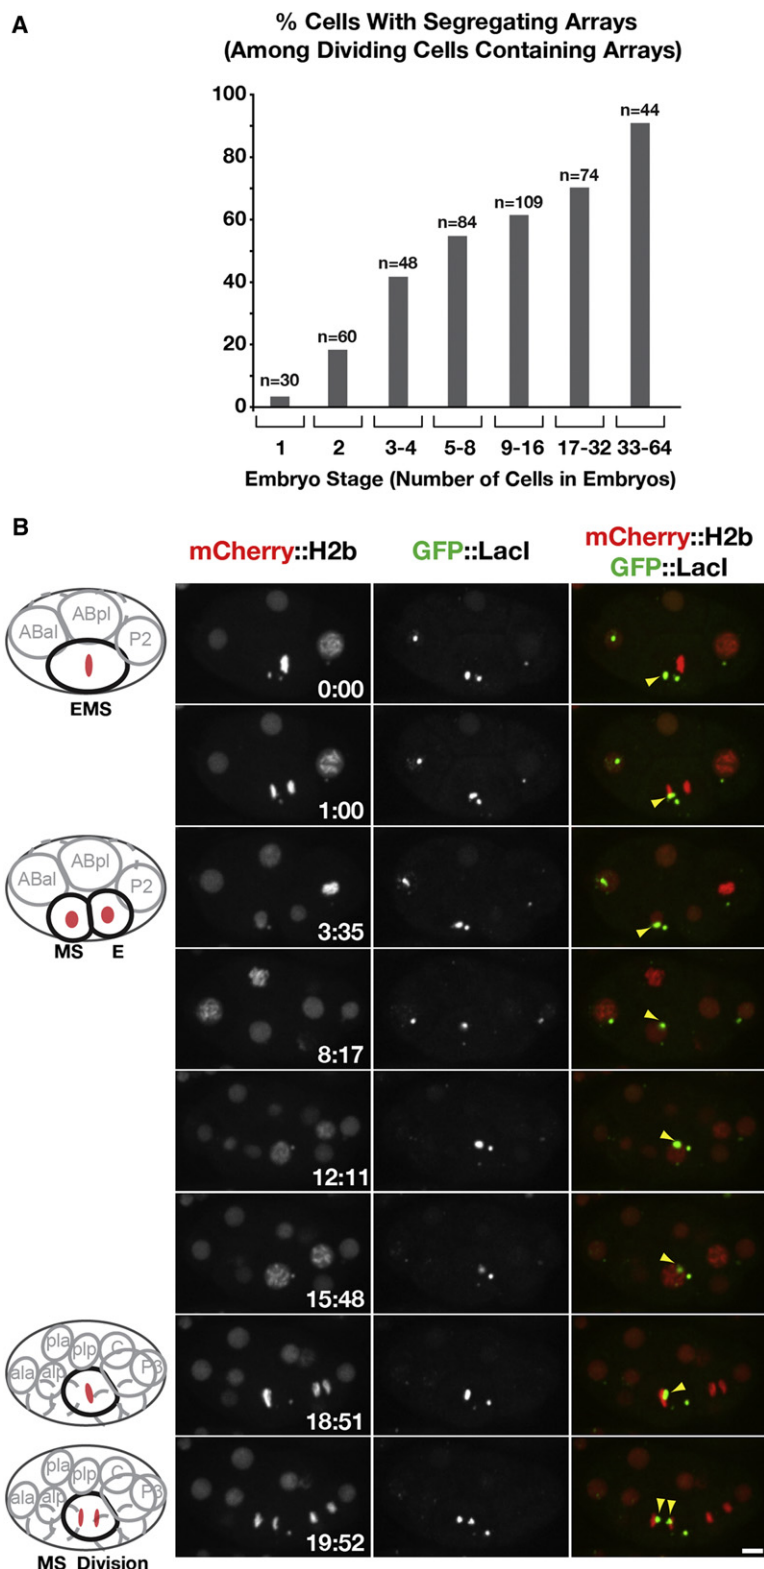 A
% Cells With Segregating Arrays
(Among Dividing Cells Containing Arrays)
100
80
60
40
20
0
n=30
n=60
n=48
n=84
n=109
n=74
n=44
1 2 3-4 5-8 9-16 17-32 33-64
Embryo Stage (Number of Cells in Embryos)
B
mCherry::H2b
GFP::LacI
mCherry::H2b
GFP::LacI
ABal ABpl P2
EMS
0:00
1:00
ABal ABpl P2
MS E
3:35
8:17
12:11
15:48
pla plp C P3
ala alp
18:51
pla plp C P3
ala alp
MS Division
19:52